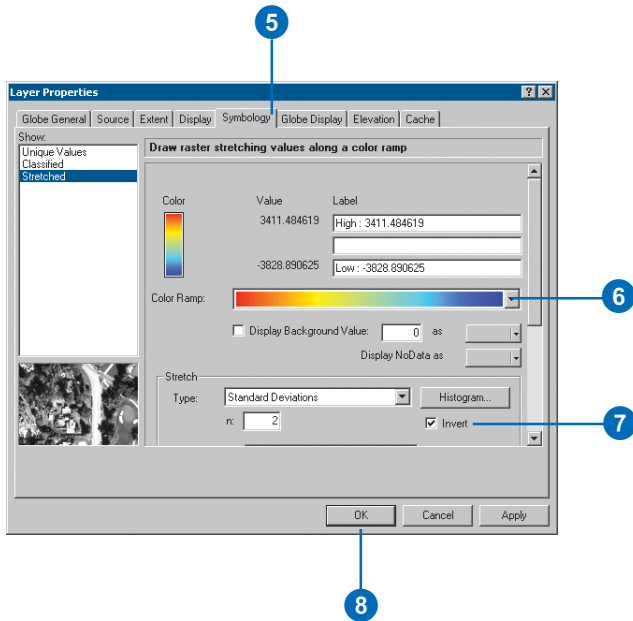 5
Layer Properties
Globe General Source Extent Display Symbology Globe Display Elevation Cache
Show:
Unique Values
Classified
Stretched
Draw raster stretching values along a color ramp
Color Value Label
3411.484619 High : 3411.484619
-3828.890625 Low : -3828.890625
Color Ramp:
6
Display Background Value: 0 as
Display NoData as
Stretch
Type: Standard Deviations Histogram...
n: 2 Invert
7
OK Cancel Apply
8